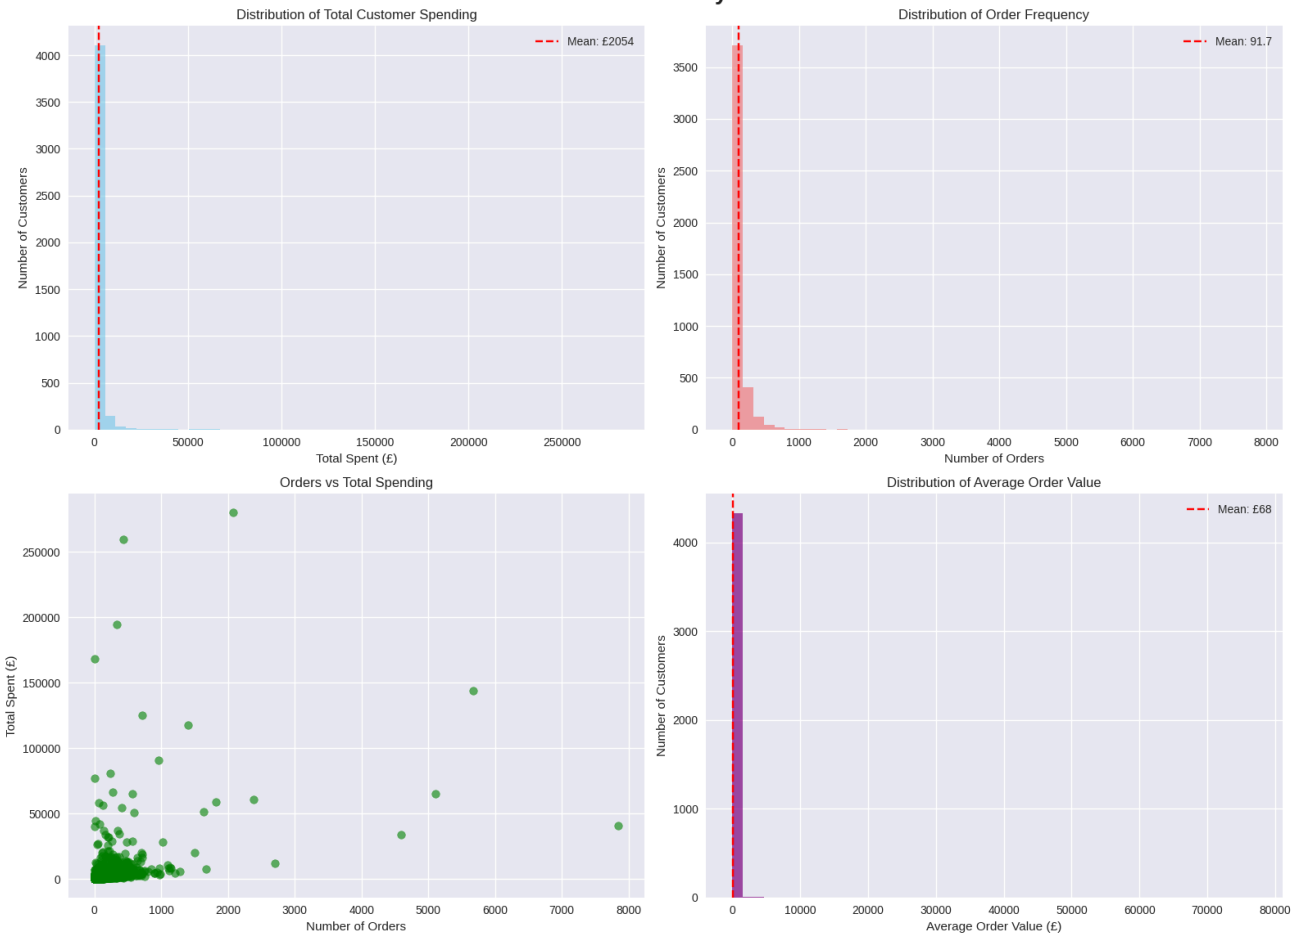 Distribution of Total Customer Spending
Mean: £2054
Number of Customers
4000
3500
3000
2500
2000
1500
1000
500
0
0 50000 100000 150000 200000 250000
Total Spent (£)
Distribution of Order Frequency
Mean: 91.7
Number of Customers
3500
3000
2500
2000
1500
1000
500
0
0 1000 2000 3000 4000 5000 6000 7000 8000
Number of Orders
Orders vs Total Spending
Total Spent (£)
250000
200000
150000
100000
50000
0
0 1000 2000 3000 4000 5000 6000 7000 8000
Number of Orders
Distribution of Average Order Value
Mean: £68
Number of Customers
4000
3000
2000
1000
0
0 10000 20000 30000 40000 50000 60000 70000 80000
Average Order Value (£)